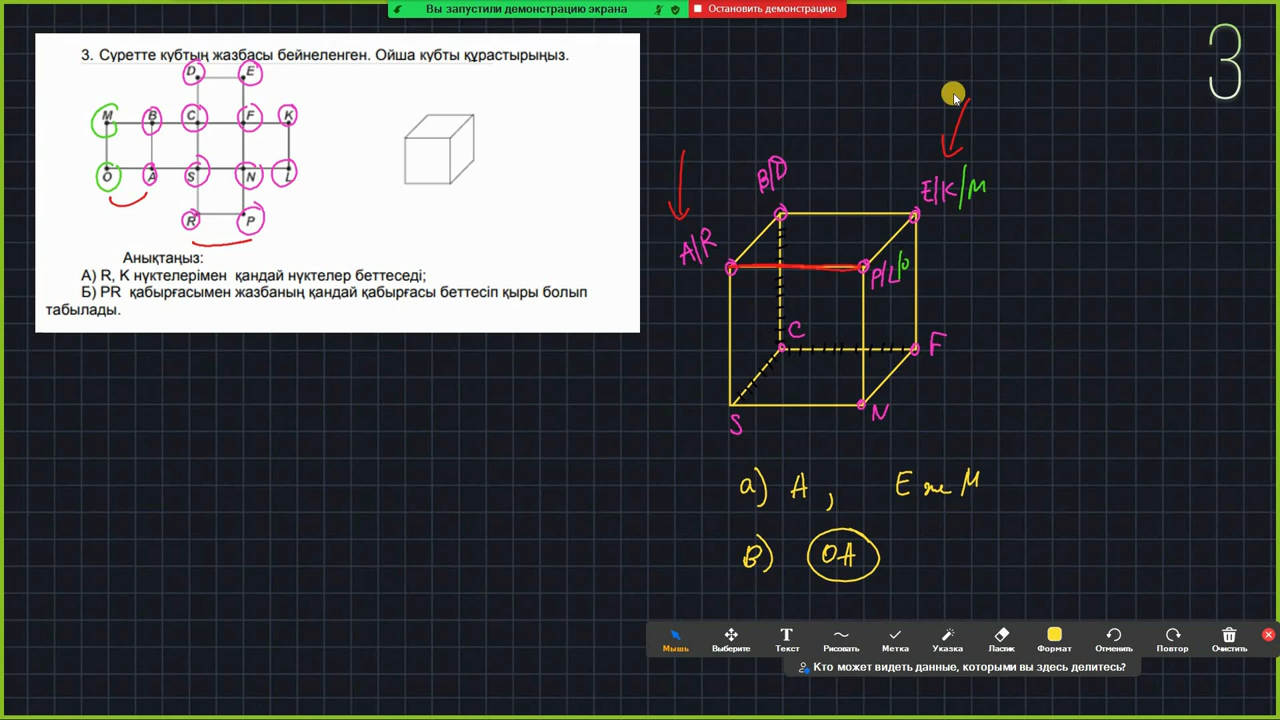 Вы запустили демонстрацию экрана
Остановить демонстрацию
3
3. Суретте кубтың жазбасы бейнеленген. Ойша кубты құрастырыңыз.
D E
M B C F K
O A S N L
R P
Анықтаңыз:
А) R, K нүктелерімен қандай нүктелер беттеседі;
Б) PR қабырғасымен жазбаның қандай қабырғасы беттесіп қыры болып
табылады.
B/D
E/K/M
A/R
P/L/O
C
F
S
N
a) A, E және M
B) OA
Мышь Выберите Текст Рисовать Метка Указка Ластик Формат Отменить Повтор Очистить
Кто может видеть данные, которыми вы здесь делитесь?